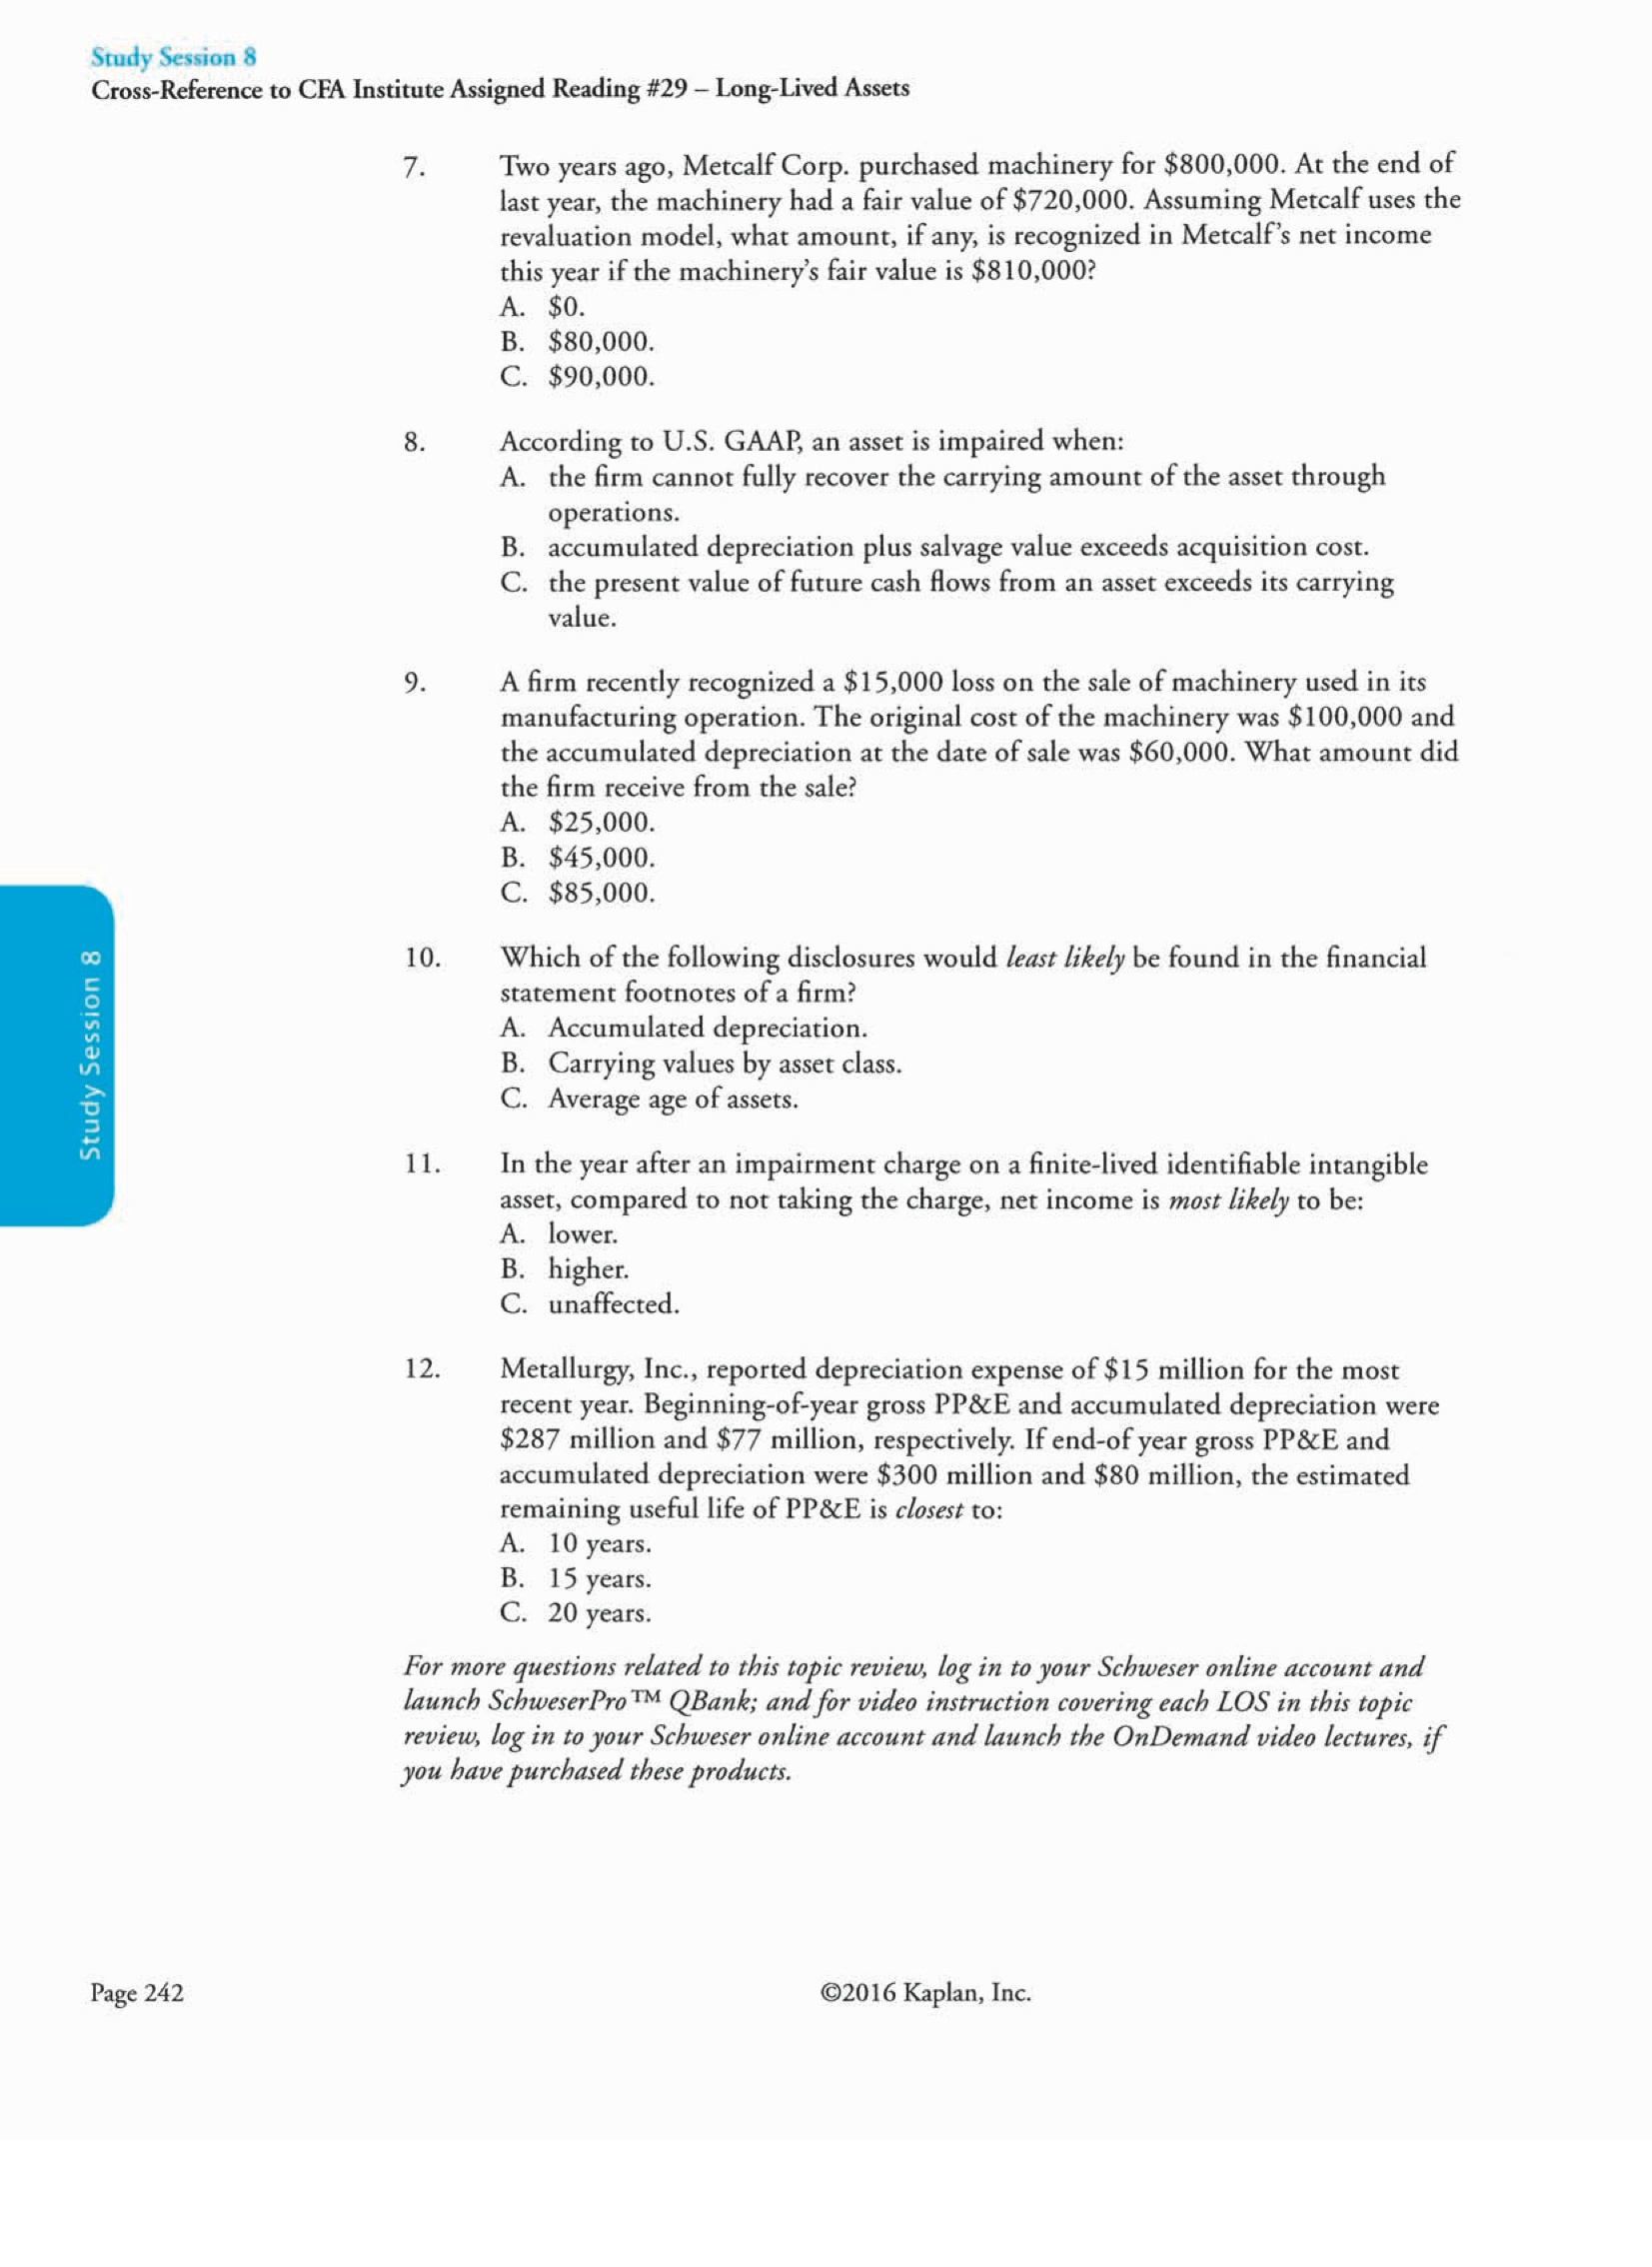 Study Session 8
Cross-Reference to CFA Institute Assigned Reading #29 – Long-Lived Assets
7. Two years ago, Metcalf Corp. purchased machinery for $800,000. At the end of
last year, the machinery had a fair value of $720,000. Assuming Metcalf uses the
revaluation model, what amount, if any, is recognized in Metcalf's net income
this year if the machinery's fair value is $810,000?
A. $0.
B. $80,000.
C. $90,000.
8. According to U.S. GAAP, an asset is impaired when:
A. the firm cannot fully recover the carrying amount of the asset through
operations.
B. accumulated depreciation plus salvage value exceeds acquisition cost.
C. the present value of future cash flows from an asset exceeds its carrying
value.
9. A firm recently recognized a $15,000 loss on the sale of machinery used in its
manufacturing operation. The original cost of the machinery was $100,000 and
the accumulated depreciation at the date of sale was $60,000. What amount did
the firm receive from the sale?
A. $25,000.
B. $45,000.
C. $85,000.
Study Session 8
10. Which of the following disclosures would least likely be found in the financial
statement footnotes of a firm?
A. Accumulated depreciation.
B. Carrying values by asset class.
C. Average age of assets.
11. In the year after an impairment charge on a finite-lived identifiable intangible
asset, compared to not taking the charge, net income is most likely to be:
A. lower.
B. higher.
C. unaffected.
12. Metallurgy, Inc., reported depreciation expense of $15 million for the most
recent year. Beginning-of-year gross PP&E and accumulated depreciation were
$287 million and $77 million, respectively. If end-of year gross PP&E and
accumulated depreciation were $300 million and $80 million, the estimated
remaining useful life of PP&E is closest to:
A. 10 years.
B. 15 years.
C. 20 years.
For more questions related to this topic review, log in to your Schweser online account and
launch SchweserPro™ QBank; and for video instruction covering each LOS in this topic
review, log in to your Schweser online account and launch the OnDemand video lectures, if
you have purchased these products.
Page 242
©2016 Kaplan, Inc.